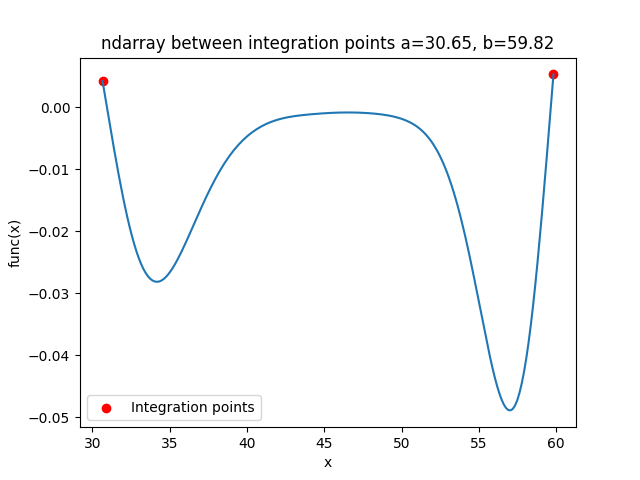 ndarray between integration points a=30.65, b=59.82
0.00
−0.01
−0.02
−0.03
−0.04
−0.05
func(x)
Integration points
30 35 40 45 50 55 60
x